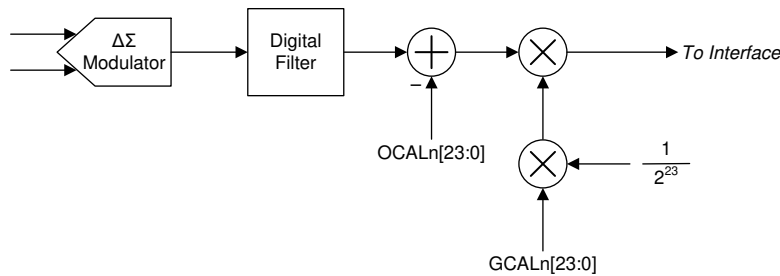 ΔΣ
Modulator
Digital
Filter
+
−
×
To Interface
OCALn[23:0]
×
1
2^23
GCALn[23:0]